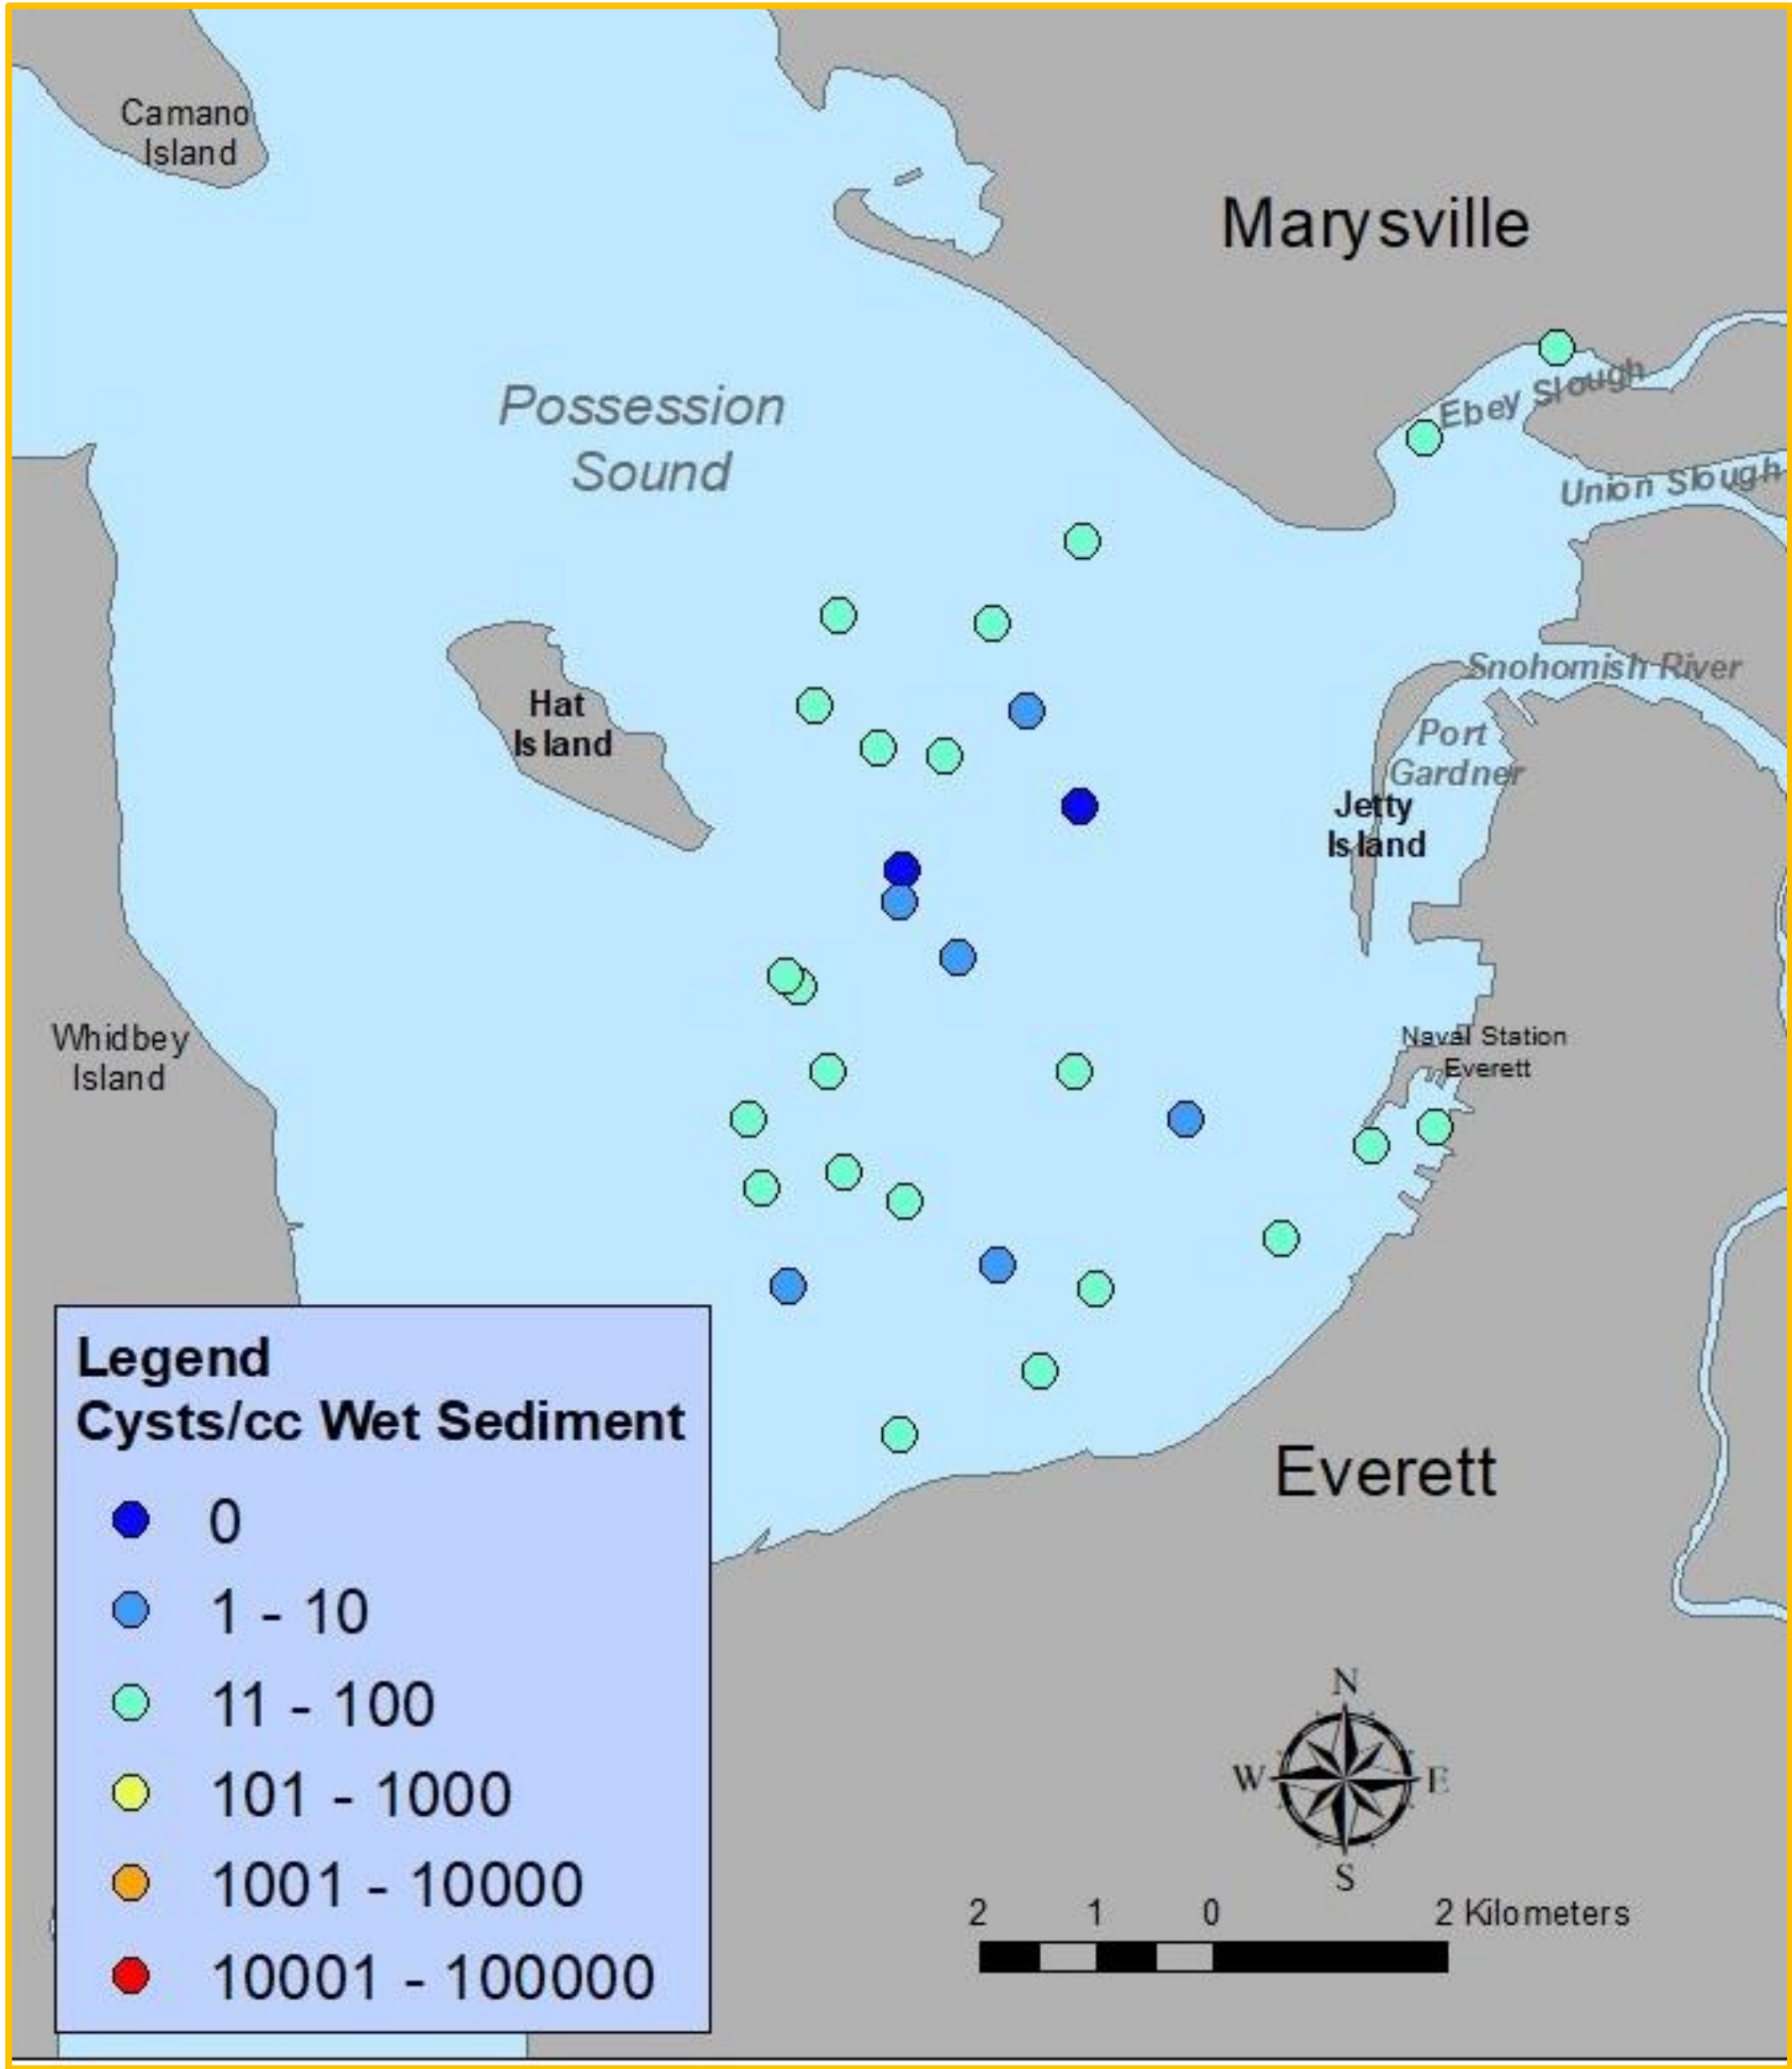 Camano
Island
Marysville
Ebey Slough
Possession
Sound
Union Slough
Snohomish River
Hat
Island
Port
Gardner
Jetty
Island
Whidbey
Island
Naval Station
Everett
Legend
Cysts/cc Wet Sediment
0
1 - 10
11 - 100
101 - 1000
1001 - 10000
10001 - 100000
Everett
N
W E
S
2 1 0 2 Kilometers